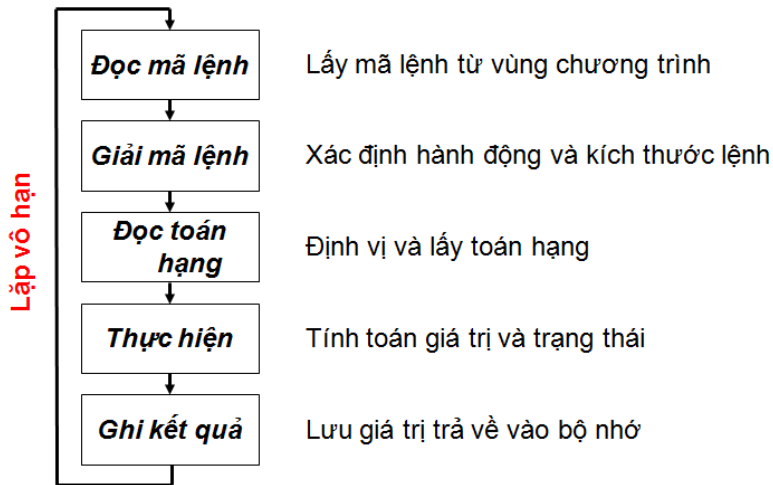 Đọc mã lệnh
Lấy mã lệnh từ vùng chương trình
Giải mã lệnh
Xác định hành động và kích thước lệnh
Đọc toán
hạng
Định vị và lấy toán hạng
Thực hiện
Tính toán giá trị và trạng thái
Ghi kết quả
Lưu giá trị trả về vào bộ nhớ
Lặp vô hạn